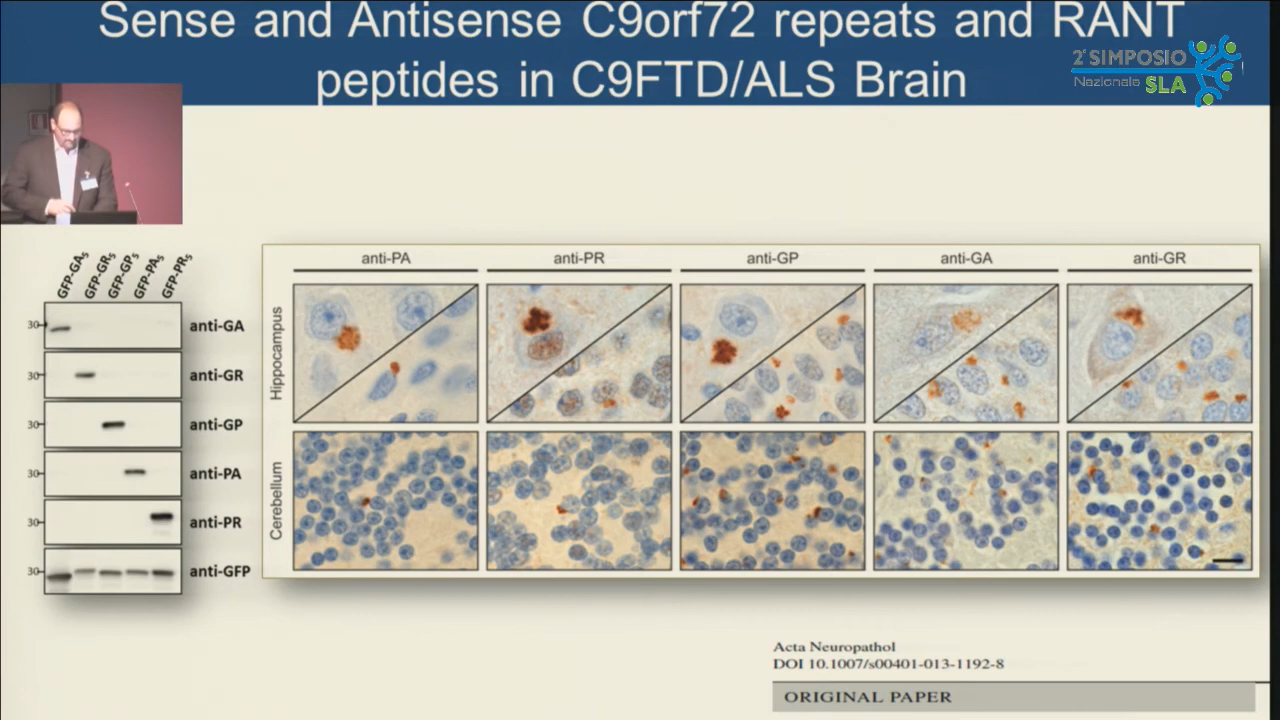 Sense and Antisense C9orf72 repeats and RANT
peptides in C9FTD/ALS Brain
2° SIMPOSIO
Nazionale SLA
GFP-GA5
GFP-GR5
GFP-GP5
GFP-PA5
GFP-PR5
30 anti-GA
30 anti-GR
30 anti-GP
30 anti-PA
30 anti-PR
30 anti-GFP
anti-PA anti-PR anti-GP anti-GA anti-GR
Hippocampus
Cerebellum
Acta Neuropathol
DOI 10.1007/s00401-013-1192-8
ORIGINAL PAPER